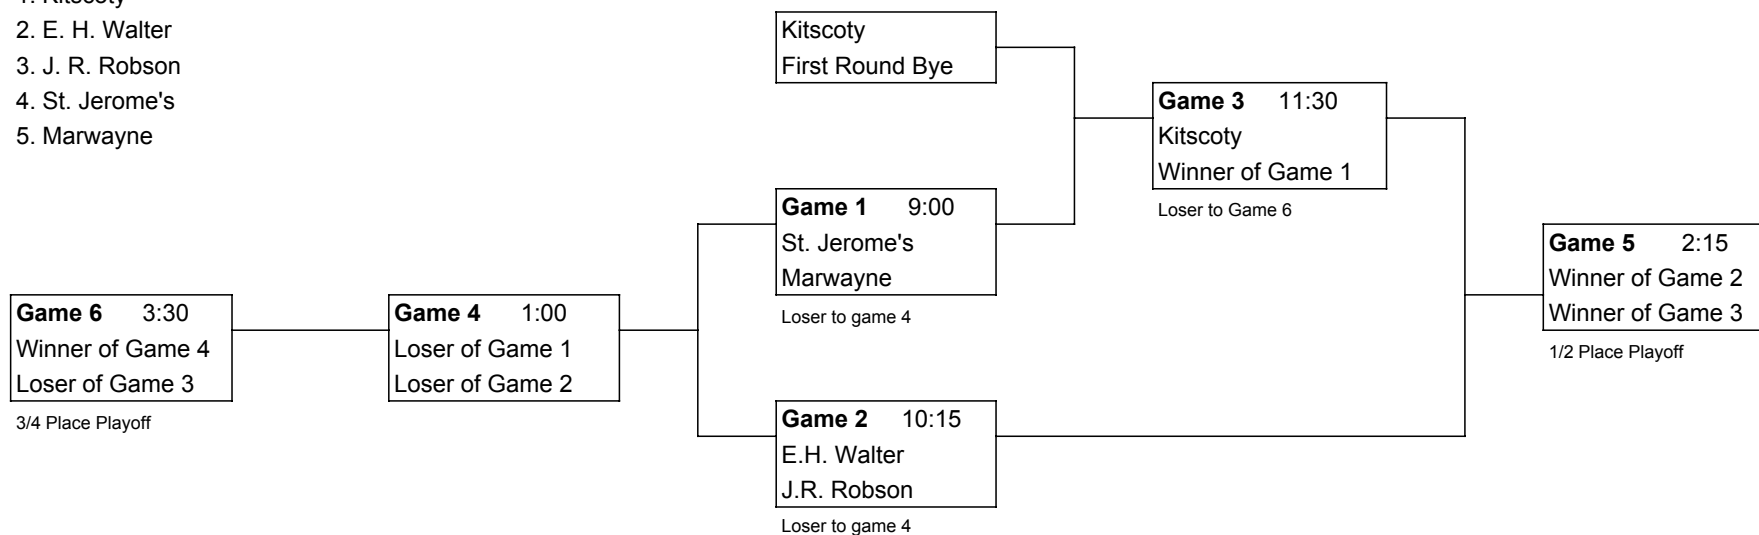 1. Kitscoty
2. E. H. Walter
3. J. R. Robson
4. St. Jerome's
5. Marwayne
Kitscoty
First Round Bye
Game 3 11:30
Kitscoty
Winner of Game 1
Loser to Game 6
Game 1 9:00
St. Jerome's
Marwayne
Loser to game 4
Game 5 2:15
Winner of Game 2
Winner of Game 3
1/2 Place Playoff
Game 6 3:30
Winner of Game 4
Loser of Game 3
3/4 Place Playoff
Game 4 1:00
Loser of Game 1
Loser of Game 2
Game 2 10:15
E.H. Walter
J.R. Robson
Loser to game 4